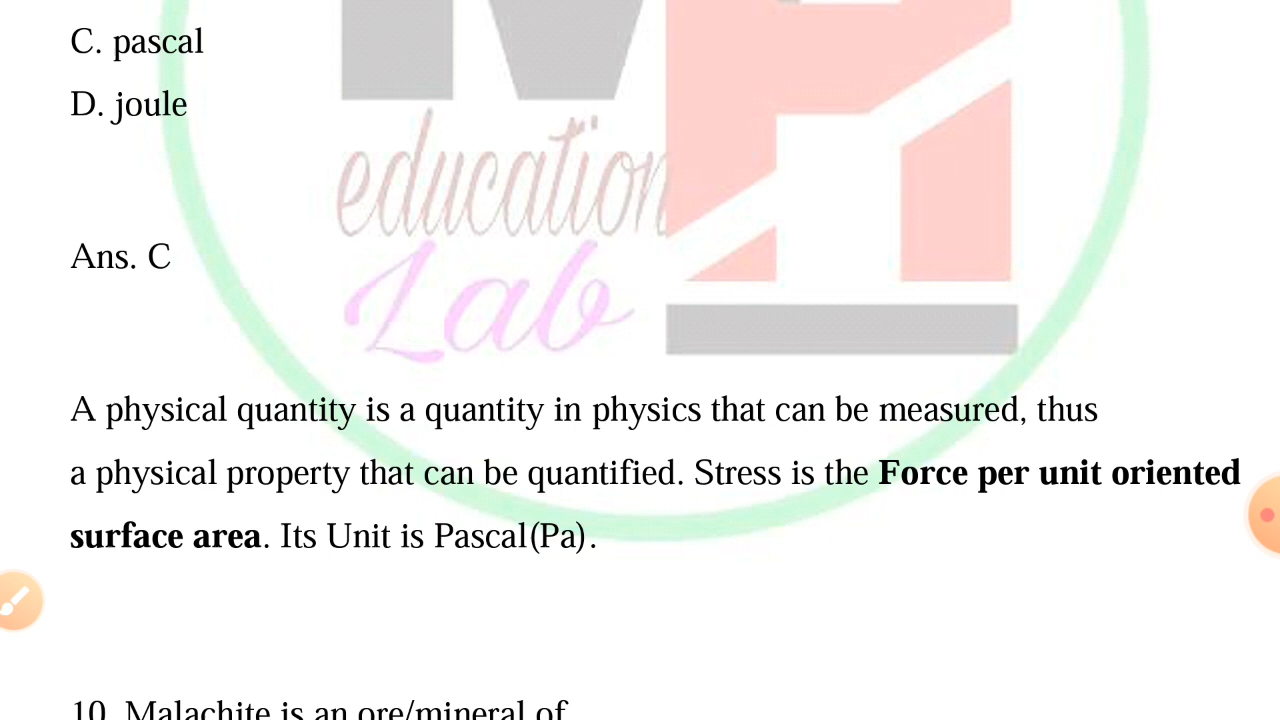 C. pascal
D. joule
education
Lab
Ans. C
A physical quantity is a quantity in physics that can be measured, thus
a physical property that can be quantified. Stress is the Force per unit oriented
surface area. Its Unit is Pascal(Pa).
10. Malachite is an ore/mineral of